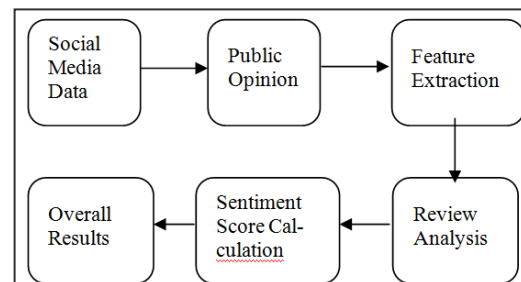 Social
Media
Data
Public
Opinion
Feature
Extraction
Review
Analysis
Sentiment
Score Cal-
culation
Overall
Results